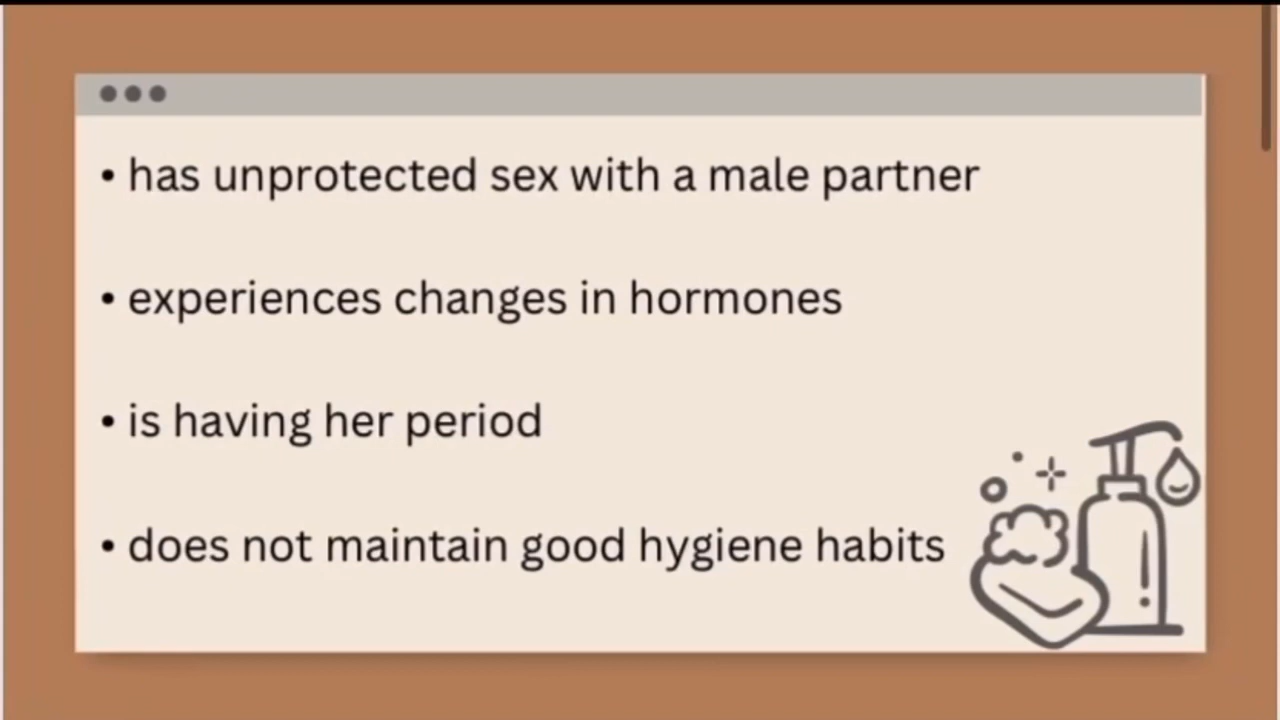 • has unprotected sex with a male partner
• experiences changes in hormones
• is having her period
• does not maintain good hygiene habits